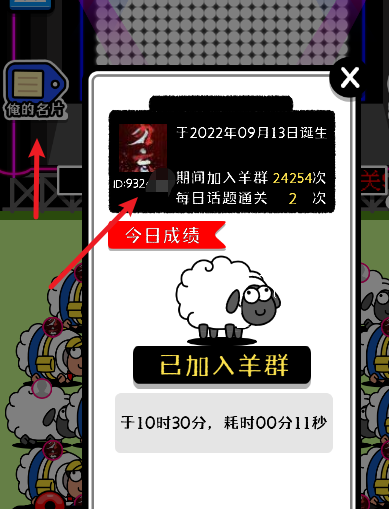 俺的名片
于2022年09月13日诞生
ID:932
期间加入羊群 24254次
每日话题通关 2 次
今日成绩
已加入羊群
于10时30分，耗时00分11秒